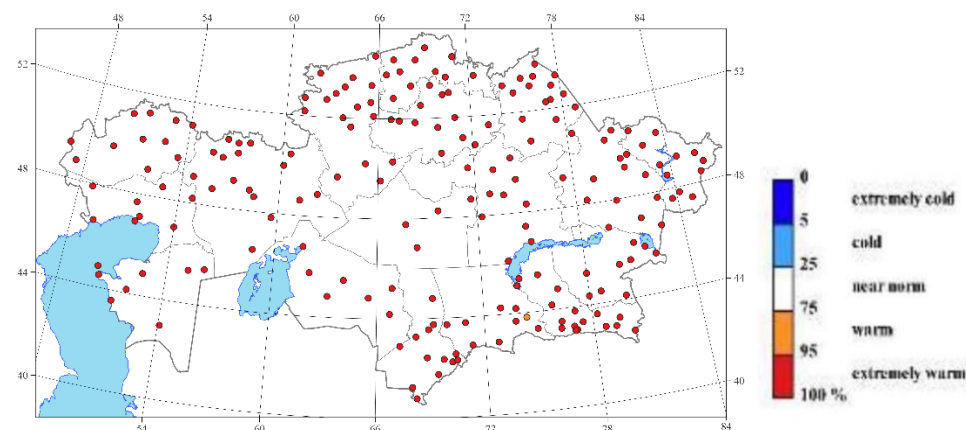 48 54 60 66 72 78 84
52 52
48 48
44 44
40 40
54 60 66 72 78 84
0
extremely cold
5
cold
25
near norm
75
warm
95
extremely warm
100 %